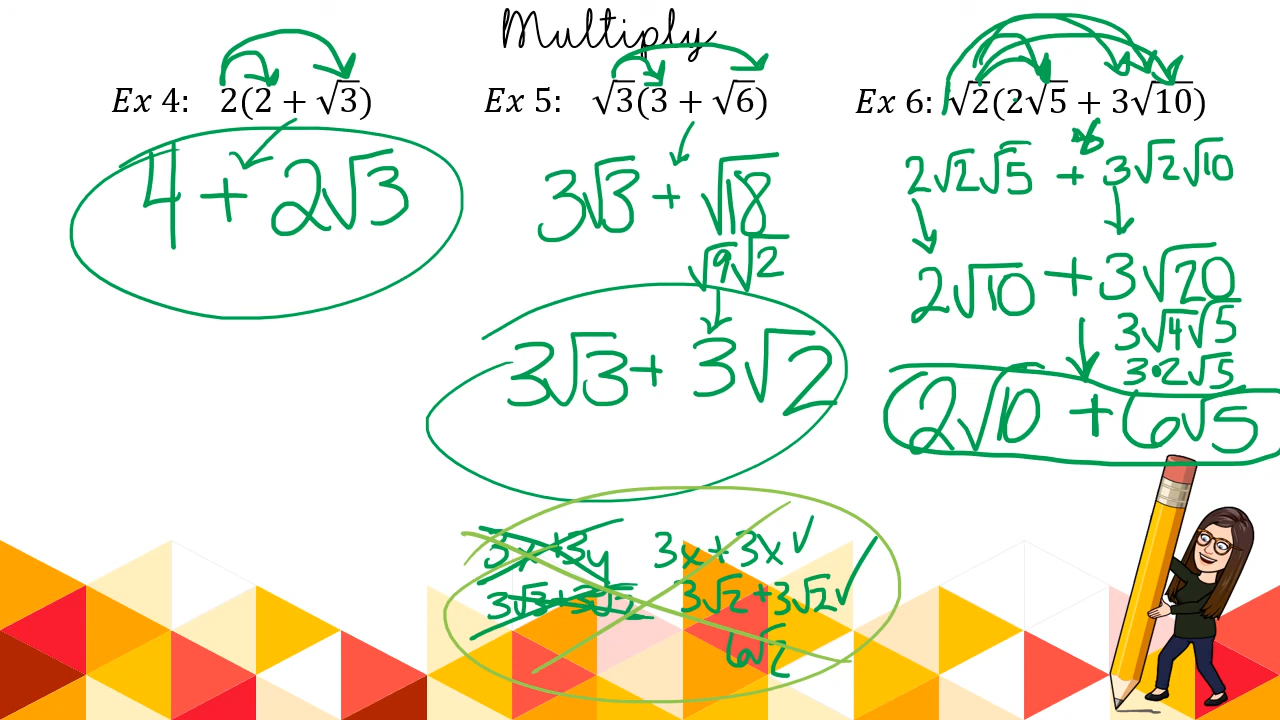 Multiply
Ex 4: 2(2 + √3)
4 + 2√3
Ex 5: √3(3 + √6)
3√3 + √18
√9√2
3√3 + 3√2
Ex 6: √2(2√5 + 3√10)
2√2√5 + 3√2√10
2√10 + 3√20
3√4√5
3·2√5
2√10 + 6√5
3x+3y
3√3+3√2
3x+3x ✓
3√2+3√2 ✓
6√2